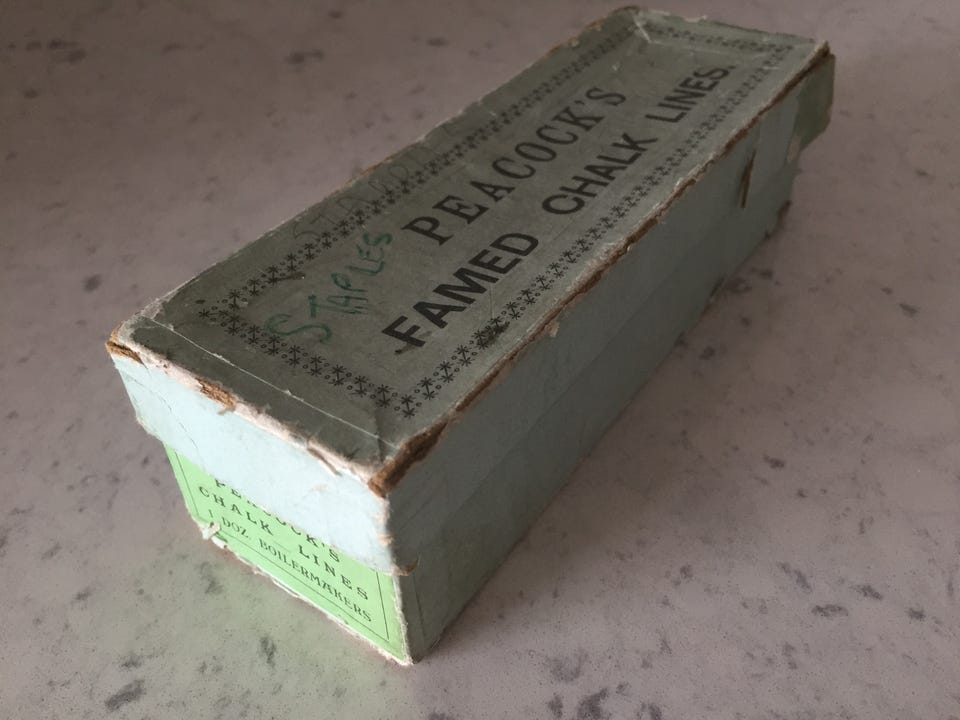 PEACOCK'S
FAMED CHALK LINES.
STAPLES
PEACOCK'S
CHALK LINES
1 DOZ. BOILERMAKERS